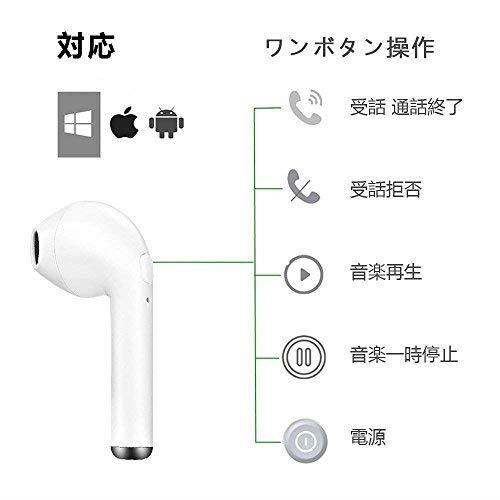 対応
ワンボタン操作
受話 通話終了
受話拒否
音楽再生
音楽一時停止
電源